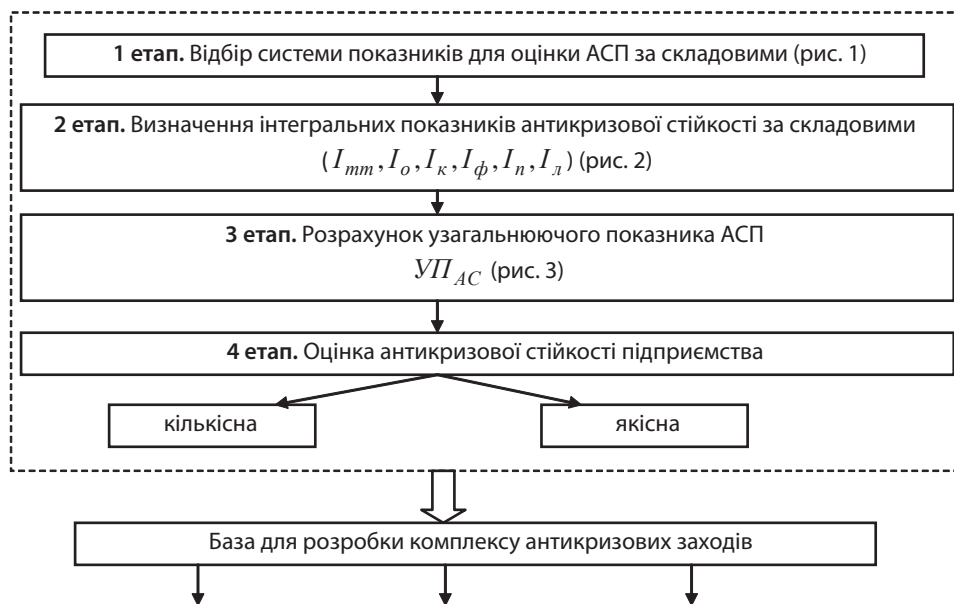 1 етап. Відбір системи показників для оцінки АСП за складовими (рис. 1)
2 етап. Визначення інтегральних показників антикризової стійкості за складовими
(I_тт, I_о, I_к, I_ф, I_п, I_л) (рис. 2)
3 етап. Розрахунок узагальнюючого показника АСП
УП_АС (рис. 3)
4 етап. Оцінка антикризової стійкості підприємства
кількісна
якісна
База для розробки комплексу антикризових заходів